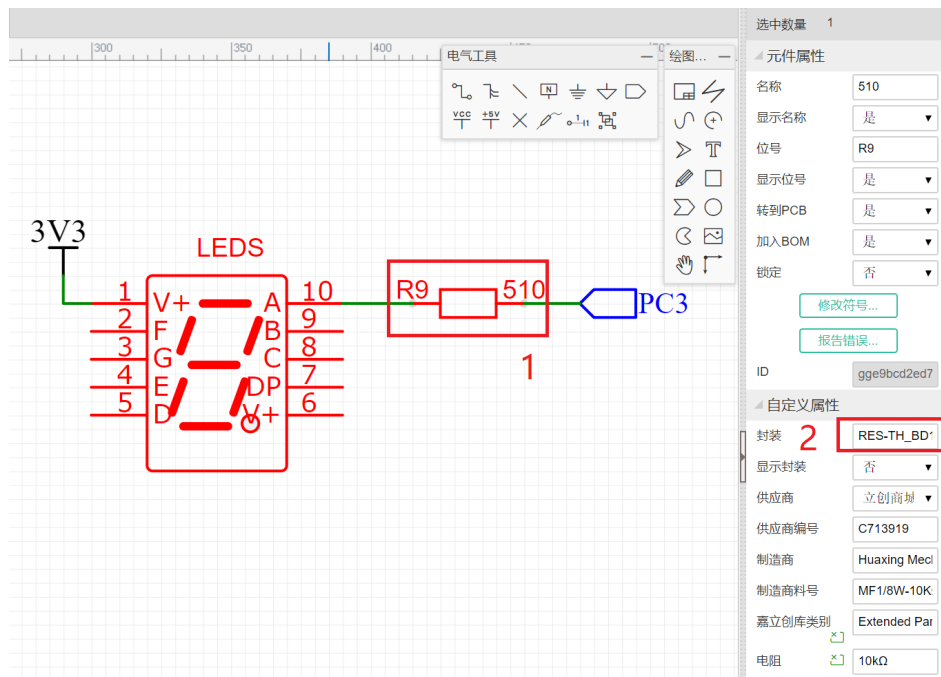 选中数量 1
300 350 400
电气工具
绘图...
N
VCC +5V
元件属性
名称 510
显示名称 是
位号 R9
显示位号 是
转到PCB 是
加入BOM 是
锁定 否
修改符号...
报告错误...
ID gge9bcd2ed7
自定义属性
封装 2 RES-TH_BD1
显示封装 否
供应商 立创商城
供应商编号 C713919
制造商 Huaxing Mecl
制造商料号 MF1/8W-10K
嘉立创库类别 Extended Par
电阻 10kΩ
3V3
LEDS
1 V+ A 10
2 F B 9
3 G C 8
4 E DP 7
5 D V+ 6
R9 510
PC3
1